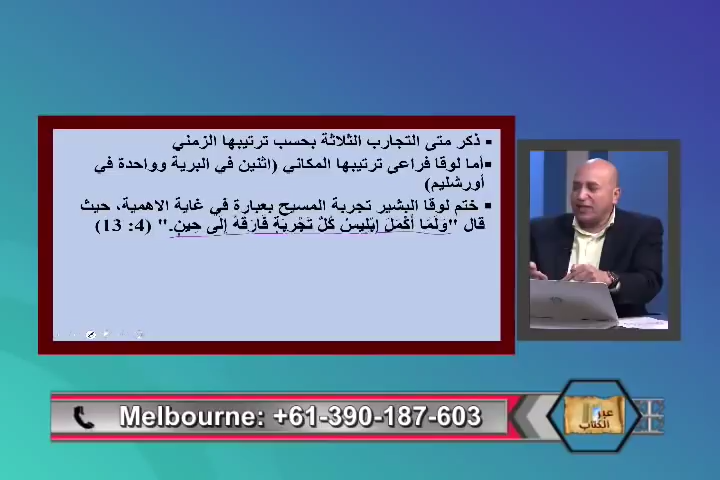 ▪ ذكر متى التجارب الثلاثة بحسب ترتيبها الزمني
▪أما لوقا فراعى ترتيبها المكاني (اثنين في البرية وواحدة في
أورشليم)
▪ ختم لوقا البشير تجربة المسيح بعبارة في غاية الاهمية، حيث
قال "وَلَمَّا أَكْمَلَ إِبْلِيسُ كُلَّ تَجْرِبَةٍ فَارَقَهُ إِلَى حِينٍ." (4: 13)
Melbourne: +61-390-187-603
عبر
الكتاب